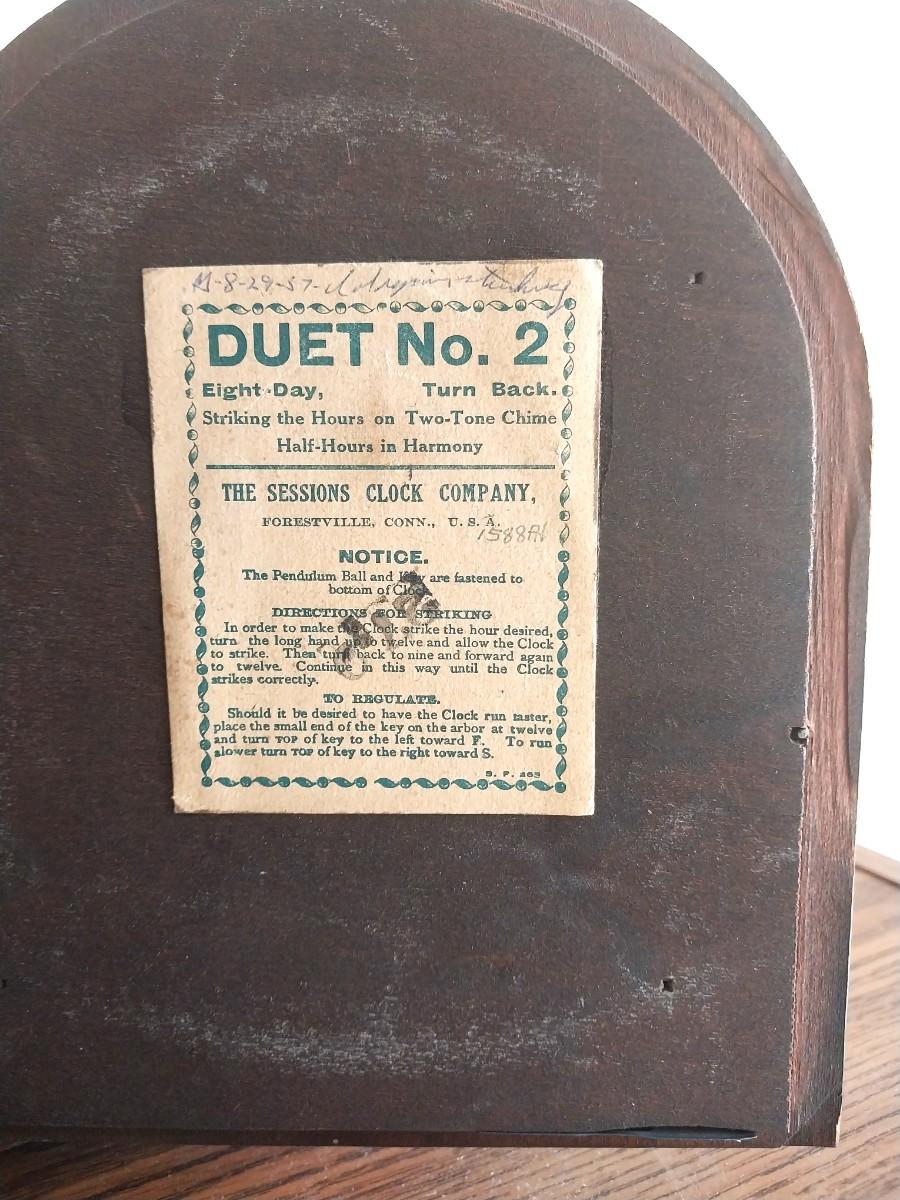 -8-29-57-
DUET No. 2
Eight-Day, Turn Back.
Striking the Hours on Two-Tone Chime
Half-Hours in Harmony
THE SESSIONS CLOCK COMPANY,
FORESTVILLE, CONN., U. S. A.
NOTICE.
The Pendulum Ball and Key are fastened to
bottom of Clock
DIRECTIONS FOR STRIKING
In order to make the Clock strike the hour desired,
turn the long hand up to twelve and allow the Clock
to strike. Then turn back to nine and forward again
to twelve. Continue in this way until the Clock
strikes correctly.
TO REGULATE.
Should it be desired to have the Clock run faster,
place the small end of the key on the arbor at twelve
and turn TOP of key to the left toward F. To run
slower turn TOP of key to the right toward S.